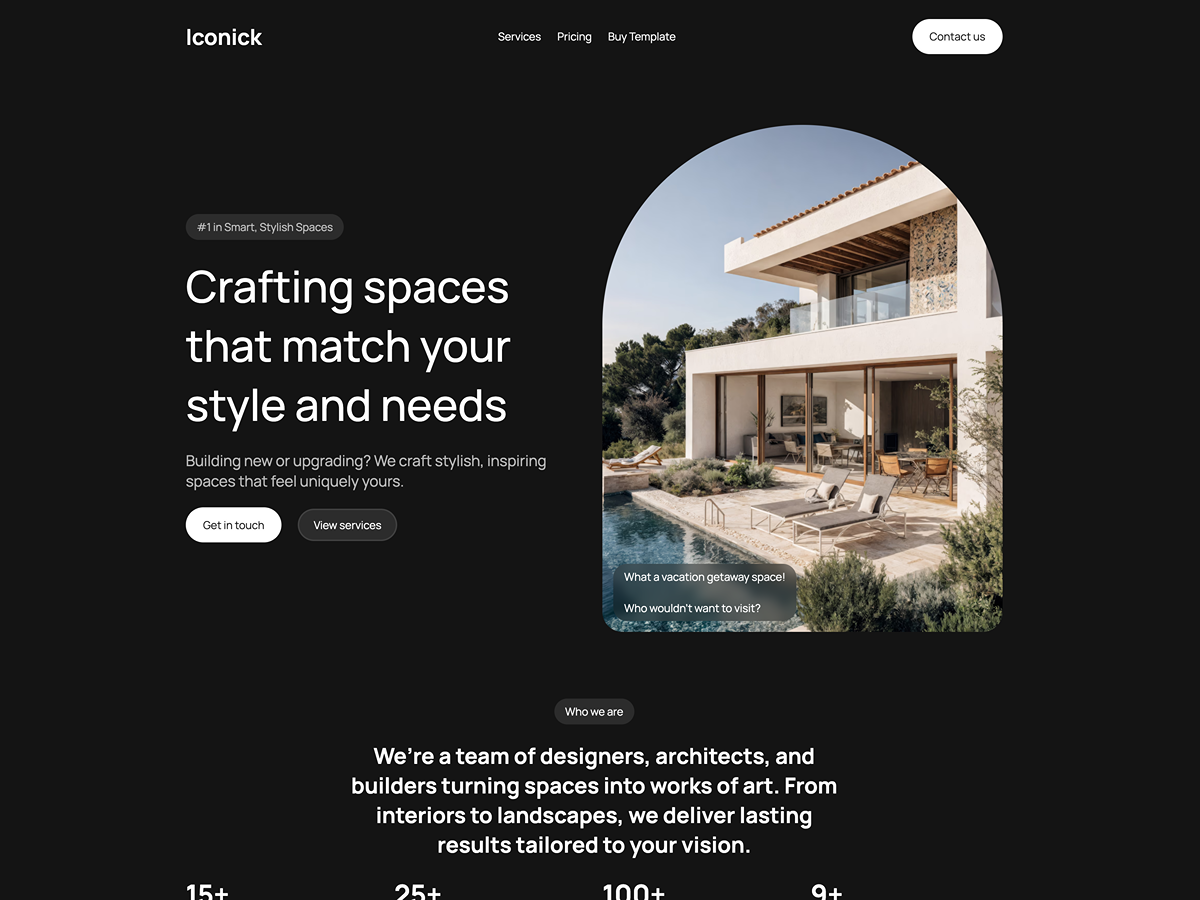 Iconick
Services
Pricing
Buy Template
Contact us
#1 in Smart, Stylish Spaces
Crafting spaces
that match your
style and needs
Building new or upgrading? We craft stylish, inspiring
spaces that feel uniquely yours.
Get in touch
View services
What a vacation getaway space!
Who wouldn't want to visit?
Who we are
We’re a team of designers, architects, and
builders turning spaces into works of art. From
interiors to landscapes, we deliver lasting
results tailored to your vision.
15+
25+
100+
9+